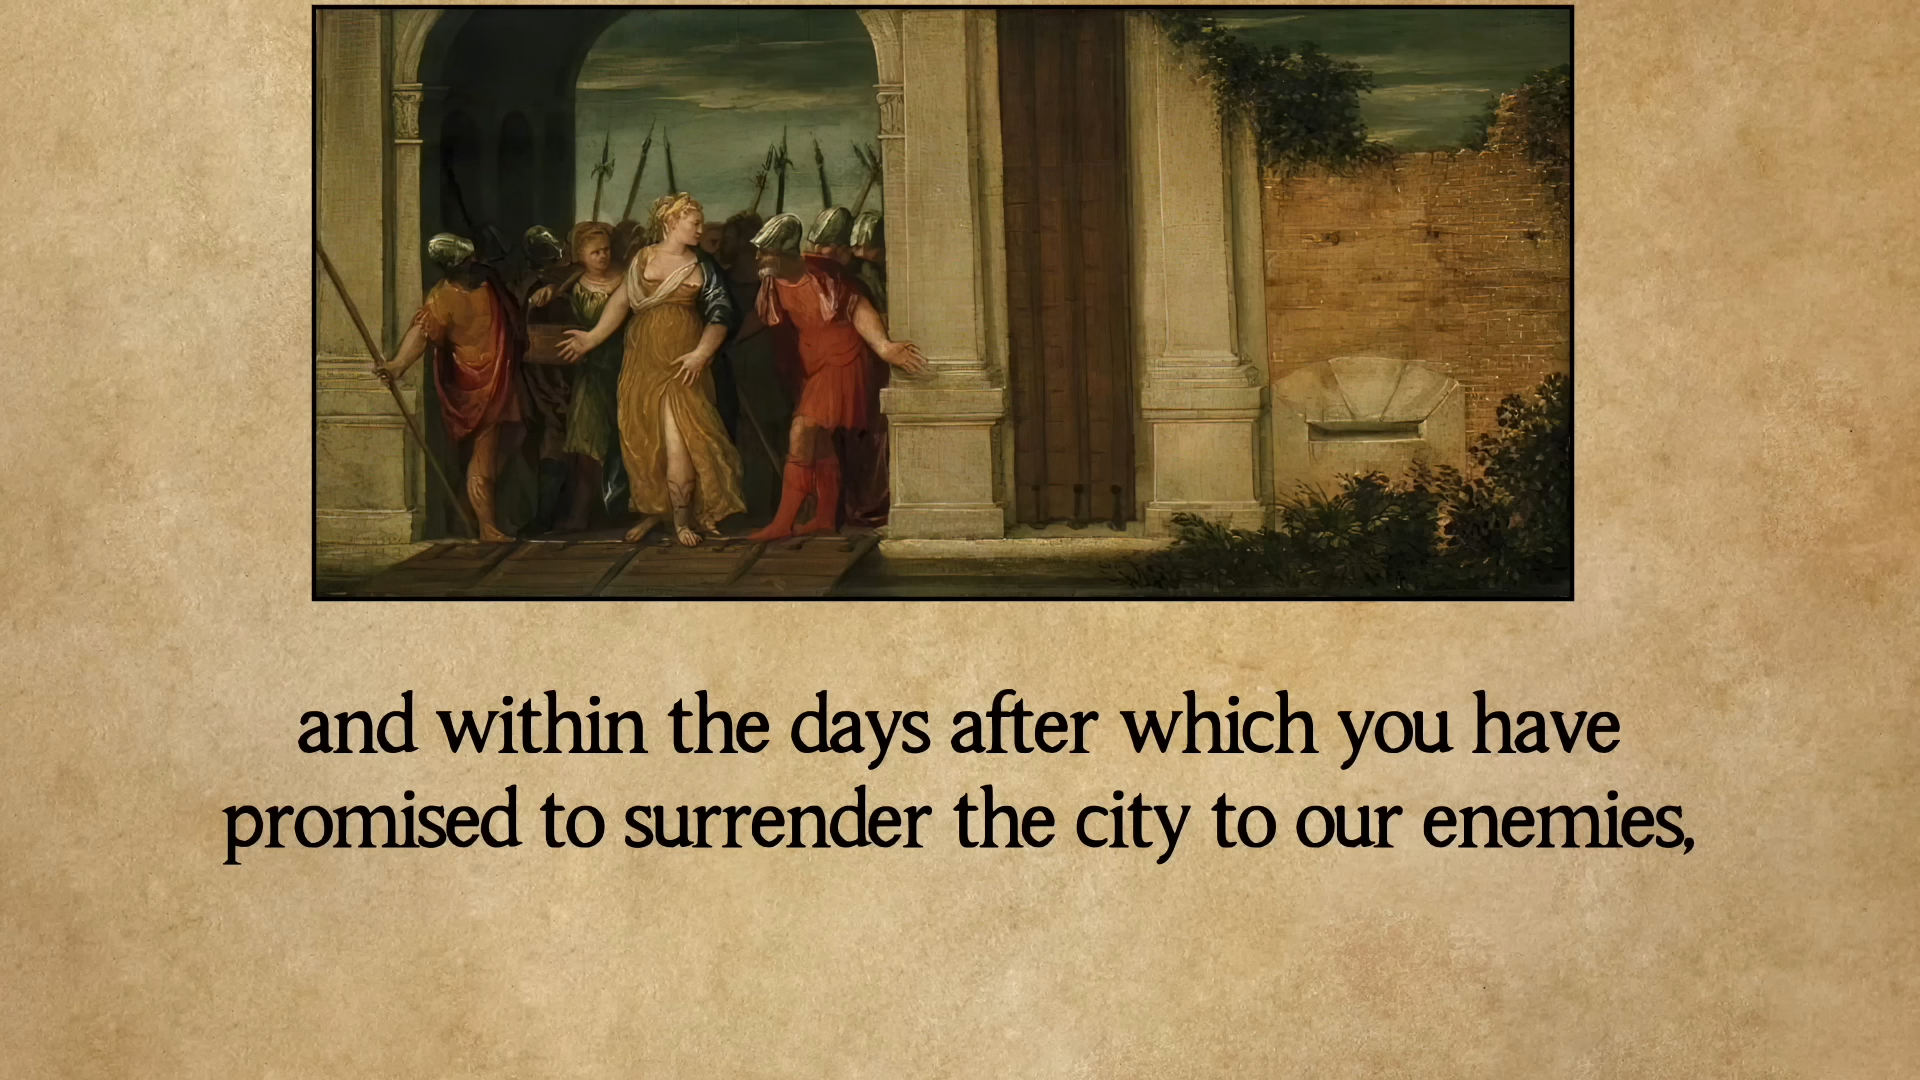 and within the days after which you have
promised to surrender the city to our enemies,